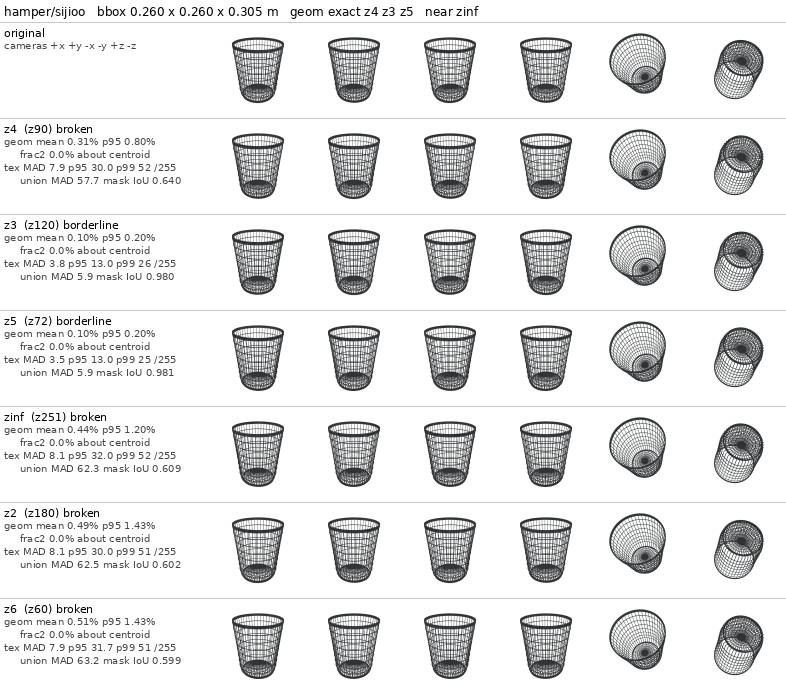 hamper/sijioo   bbox 0.260 x 0.260 x 0.305 m   geom exact z4 z3 z5   near zinf
original
cameras +x +y -x -y +z -z
z4  (z90) broken
geom mean 0.31% p95 0.80%
frac2 0.0% about centroid
tex MAD 7.9 p95 30.0 p99 52 /255
union MAD 57.7 mask IoU 0.640
z3  (z120) borderline
geom mean 0.10% p95 0.20%
frac2 0.0% about centroid
tex MAD 3.8 p95 13.0 p99 26 /255
union MAD 5.9 mask IoU 0.980
z5  (z72) borderline
geom mean 0.10% p95 0.20%
frac2 0.0% about centroid
tex MAD 3.5 p95 13.0 p99 25 /255
union MAD 5.9 mask IoU 0.981
zinf  (z251) broken
geom mean 0.44% p95 1.20%
frac2 0.0% about centroid
tex MAD 8.1 p95 32.0 p99 52 /255
union MAD 62.3 mask IoU 0.609
z2  (z180) broken
geom mean 0.49% p95 1.43%
frac2 0.0% about centroid
tex MAD 8.1 p95 30.0 p99 51 /255
union MAD 62.5 mask IoU 0.602
z6  (z60) broken
geom mean 0.51% p95 1.43%
frac2 0.0% about centroid
tex MAD 7.9 p95 31.7 p99 51 /255
union MAD 63.2 mask IoU 0.599